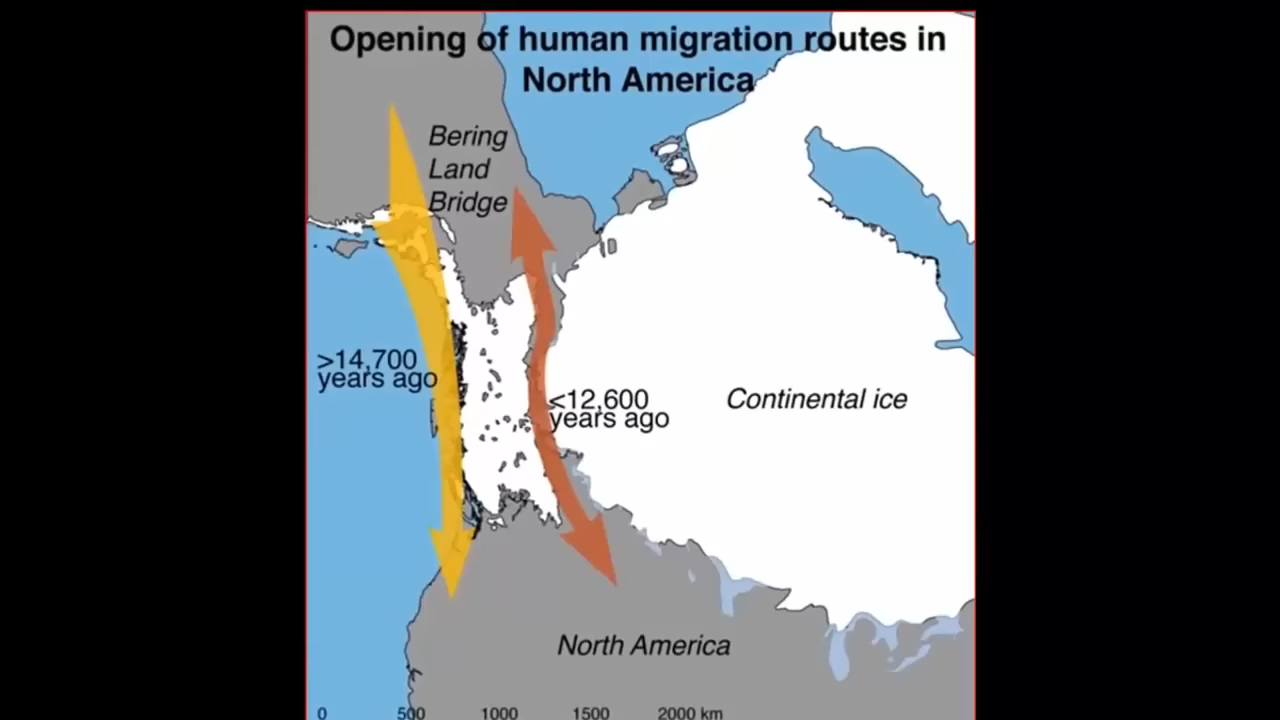 Opening of human migration routes in
North America
Bering
Land
Bridge
>14,700
years ago
<12,600
years ago
Continental ice
North America
0 500 1000 1500 2000 km